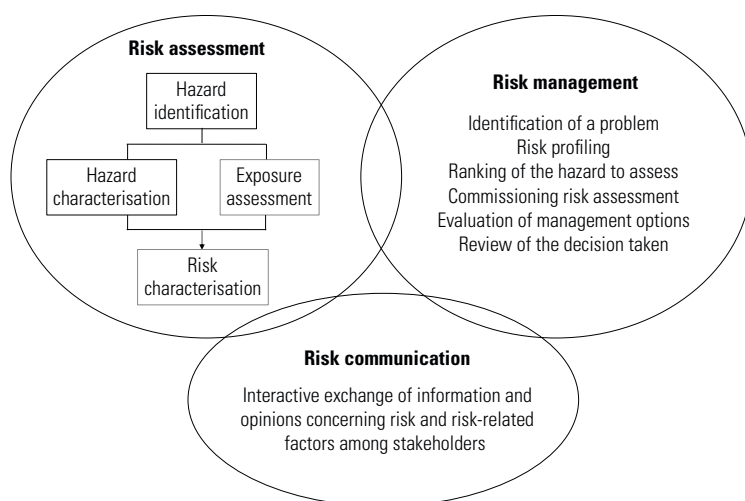 Risk assessment
Hazard
identification
Hazard
characterisation
Exposure
assessment
Risk
characterisation
Risk management
Identification of a problem
Risk profiling
Ranking of the hazard to assess
Commissioning risk assessment
Evaluation of management options
Review of the decision taken
Risk communication
Interactive exchange of information and
opinions concerning risk and risk-related
factors among stakeholders